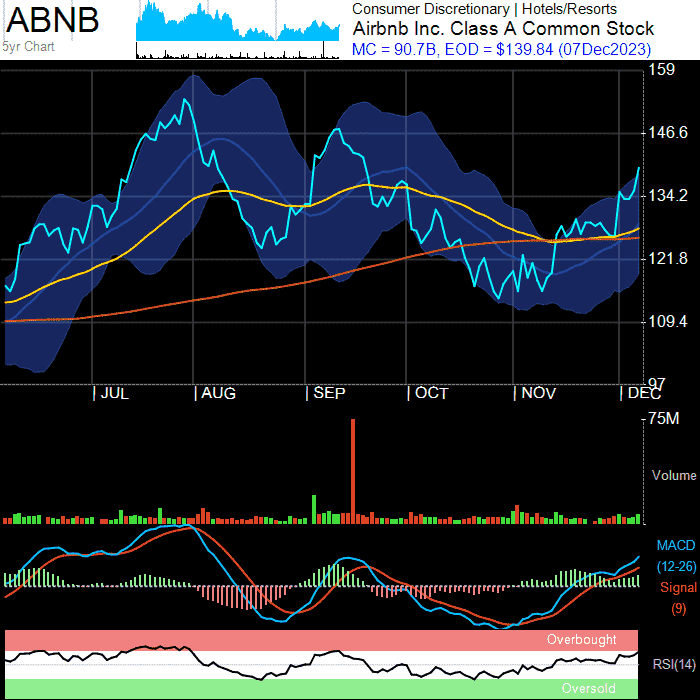 ABNB
5yr Chart
Consumer Discretionary | Hotels/Resorts
Airbnb Inc. Class A Common Stock
MC = 90.7B, EOD = $139.84 (07Dec2023)
159
146.6
134.2
121.8
109.4
97
| JUL | AUG | SEP | OCT | NOV | DEC
75M
Volume
MACD
(12-26)
Signal
(9)
Overbought
RSI(14)
Oversold